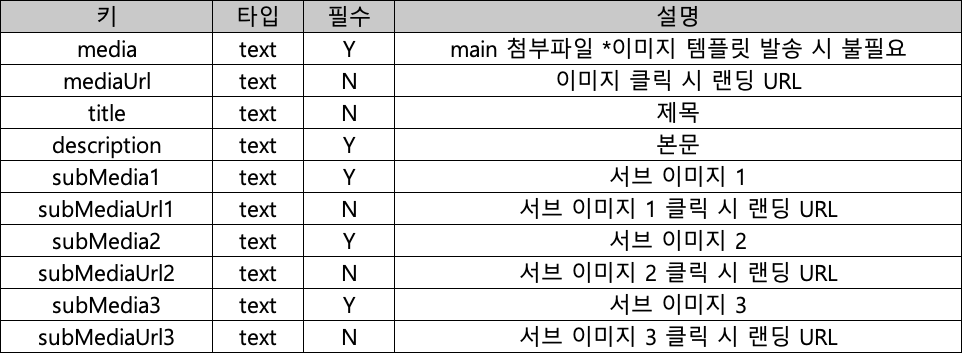 키 타입 필수 설명
media text Y main 첨부파일 *이미지 템플릿 발송 시 불필요
mediaUrl text N 이미지 클릭 시 랜딩 URL
title text N 제목
description text Y 본문
subMedia1 text Y 서브 이미지 1
subMediaUrl1 text N 서브 이미지 1 클릭 시 랜딩 URL
subMedia2 text Y 서브 이미지 2
subMediaUrl2 text N 서브 이미지 2 클릭 시 랜딩 URL
subMedia3 text Y 서브 이미지 3
subMediaUrl3 text N 서브 이미지 3 클릭 시 랜딩 URL